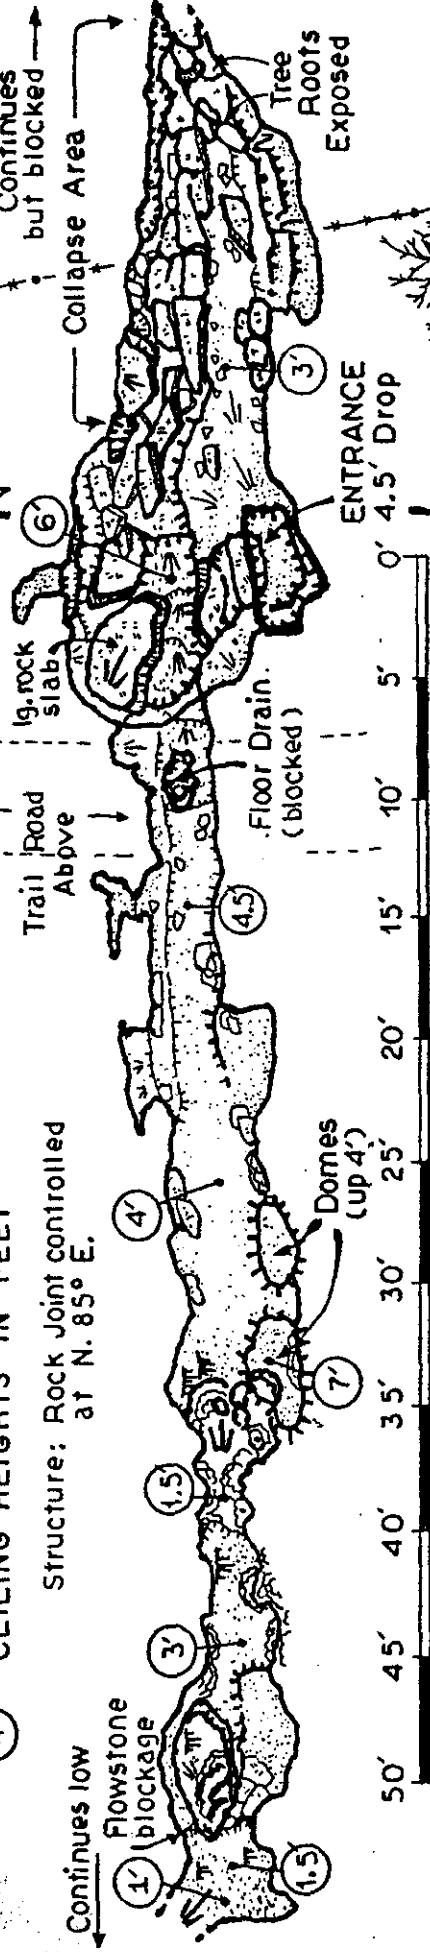 CEILING HEIGHTS IN FEET
Structure: Rock Joint controlled
at N. 85° E.
Continues low
Flowstone
(blockage
1'
1.5
3'
1.5
7'
Domes
(up 4')
4'
4.5
Trail Road
Above
Floor Drain.
(blocked)
lg. rock
slab
6'
N
ENTRANCE
4.5' Drop
3'
Collapse Area
Continues
but blocked
Tree
Roots
Exposed
50' 45' 40' 35' 30' 25' 20' 15' 10' 5' 0'